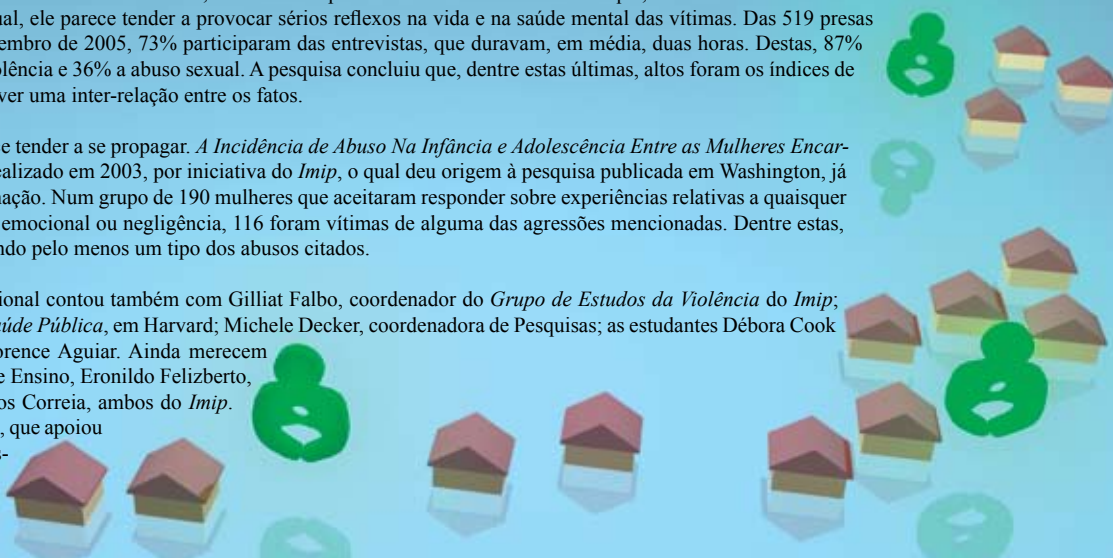 nal, ele parece tender a provocar sérios reflexos na vida e na saúde mental das vítimas. Das 519 presas
embro de 2005, 73% participaram das entrevistas, que duravam, em média, duas horas. Destas, 87%
olência e 36% a abuso sexual. A pesquisa concluiu que, dentre estas últimas, altos foram os índices de
ver uma inter-relação entre os fatos.
e tender a se propagar. A Incidência de Abuso Na Infância e Adolescência Entre as Mulheres Encar-
ealizado em 2003, por iniciativa do Imip, o qual deu origem à pesquisa publicada em Washington, já
nação. Num grupo de 190 mulheres que aceitaram responder sobre experiências relativas a quaisquer
emocional ou negligência, 116 foram vítimas de alguma das agressões mencionadas. Dentre estas,
ndo pelo menos um tipo dos abusos citados.
ional contou também com Gilliat Falbo, coordenador do Grupo de Estudos da Violência do Imip;
úde Pública, em Harvard; Michele Decker, coordenadora de Pesquisas; as estudantes Débora Cook
orence Aguiar. Ainda merecem
e Ensino, Eronildo Felizberto,
os Correia, ambos do Imip.
, que apoiou
s-